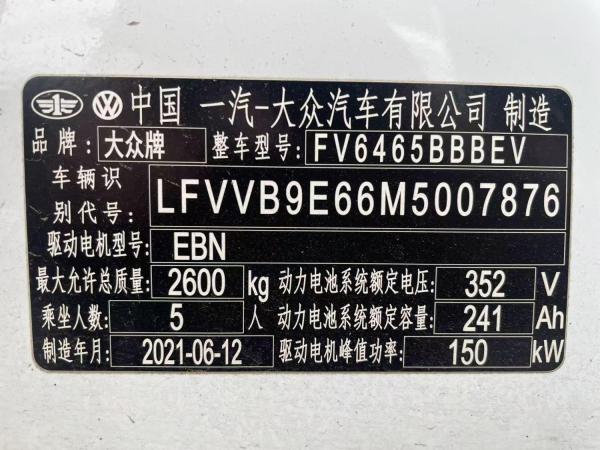 中国 一汽-大众汽车有限公司 制造
品牌: 大众牌 整车型号: FV6465BBBEV
车辆识别代号: LFVVB9E66M5007876
驱动电机型号: EBN
最大允许总质量: 2600 kg 动力电池系统额定电压: 352 V
乘坐人数: 5 人 动力电池系统额定容量: 241 Ah
制造年月: 2021-06-12 驱动电机峰值功率: 150 kW